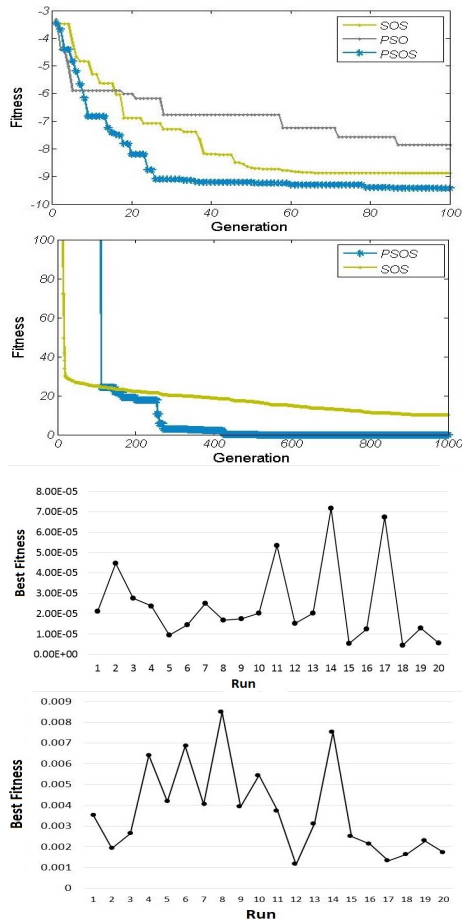 -3
-4
-5
-6
-7
-8
-9
-10
Fitness
SOS
PSO
PSOS
0 20 40 60 80 100
Generation
100
80
60
40
20
0
Fitness
PSOS
SOS
0 200 400 600 800 1000
Generation
8.00E-05
7.00E-05
6.00E-05
5.00E-05
4.00E-05
3.00E-05
2.00E-05
1.00E-05
0.00E+00
Best Fitness
1 2 3 4 5 6 7 8 9 10 11 12 13 14 15 16 17 18 19 20
Run
0.009
0.008
0.007
0.006
0.005
0.004
0.003
0.002
0.001
0
Best Fitness
1 2 3 4 5 6 7 8 9 10 11 12 13 14 15 16 17 18 19 20
Run